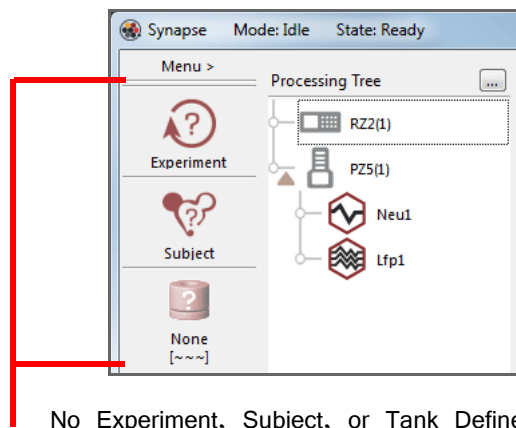 Synapse Mode: Idle State: Ready
Menu >
Processing Tree ...
RZ2(1)
Experiment
PZ5(1)
Neu1
Subject
Lfp1
None
[~~~]
No Experiment, Subject, or Tank Define